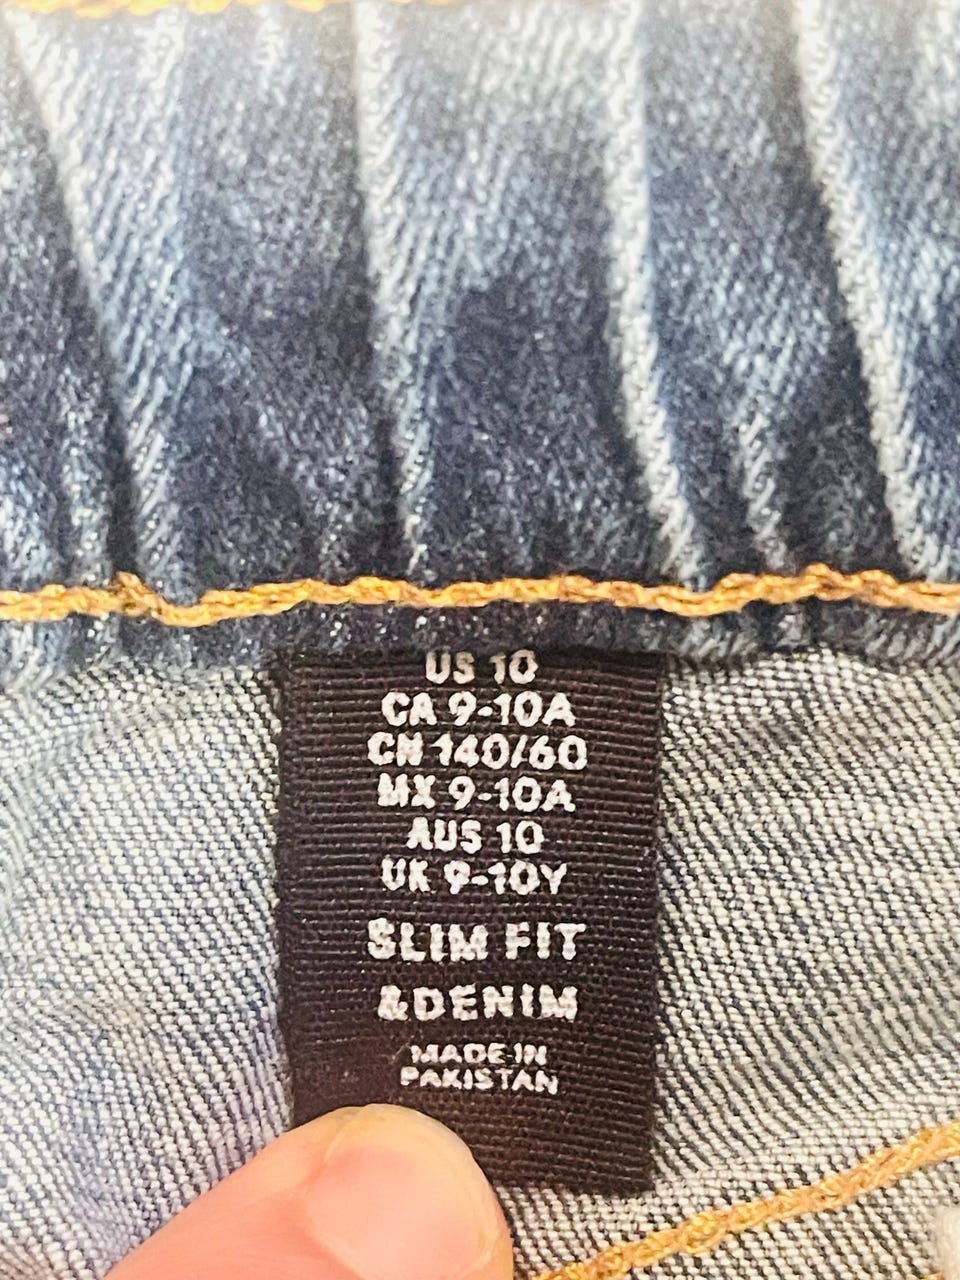 US 10
CA 9-10A
CN 140/60
MX 9-10A
AUS 10
UK 9-10Y
SLIM FIT
&DENIM
MADE IN
PAKISTAN